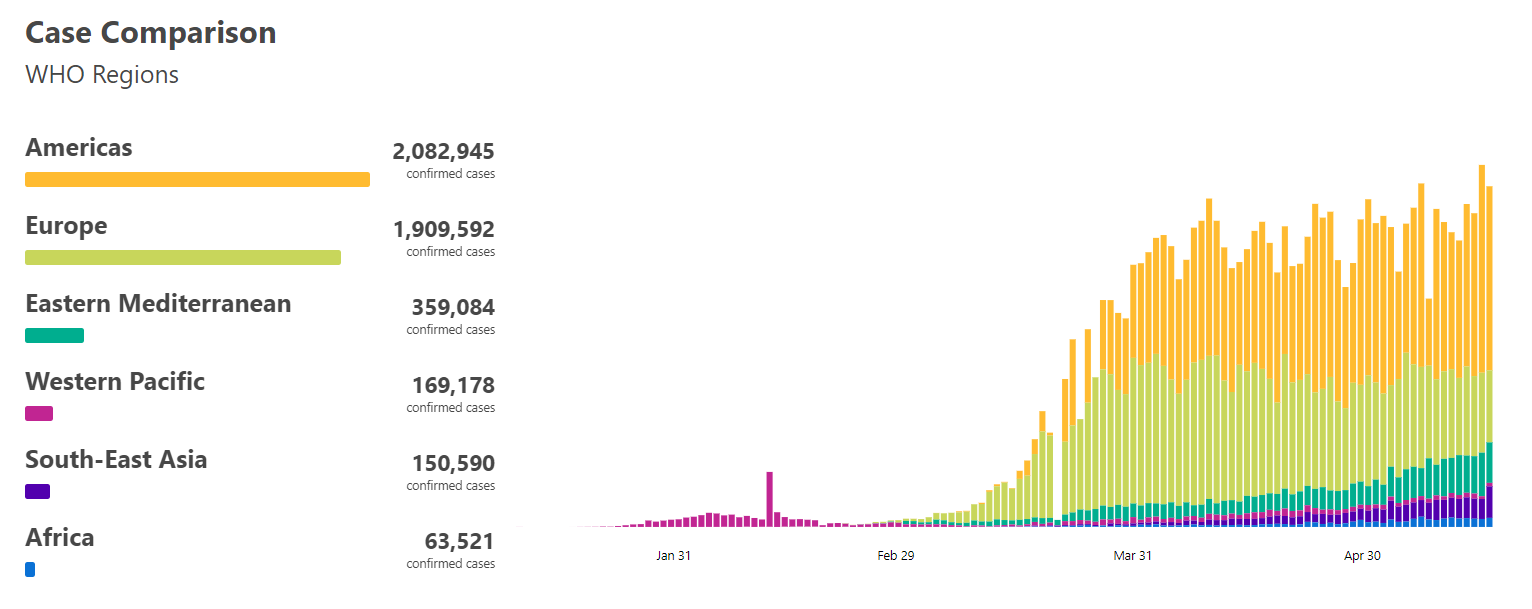 Case Comparison
WHO Regions
Americas
2,082,945
confirmed cases
Europe
1,909,592
confirmed cases
Eastern Mediterranean
359,084
confirmed cases
Western Pacific
169,178
confirmed cases
South-East Asia
150,590
confirmed cases
Africa
63,521
confirmed cases
Jan 31 Feb 29 Mar 31 Apr 30